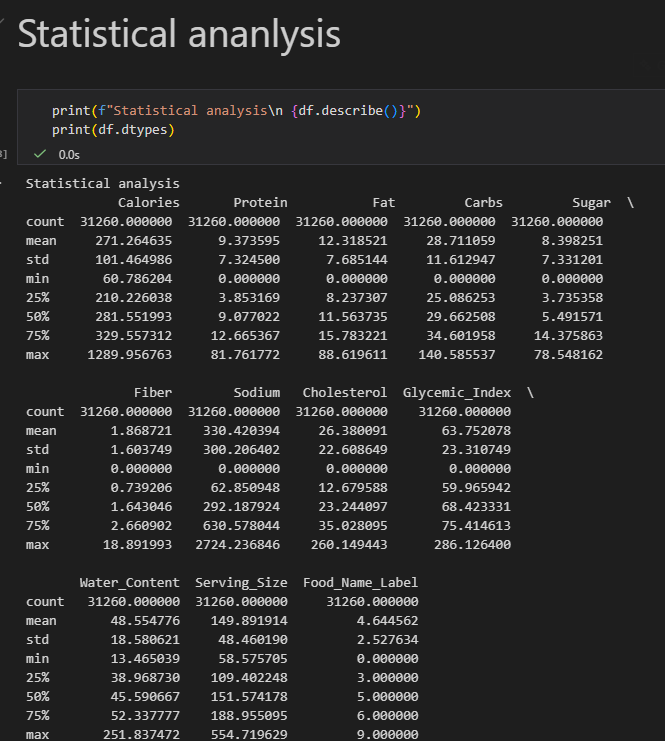 Statistical ananlysis
print(f"Statistical analysis\n {df.describe()}")
print(df.dtypes)
0.0s
Statistical analysis
Calories Protein Fat Carbs Sugar \
count 31260.000000 31260.000000 31260.000000 31260.000000 31260.000000
mean 271.264635 9.373595 12.318521 28.711059 8.398251
std 101.464986 7.324500 7.685144 11.612947 7.331201
min 60.786204 0.000000 0.000000 0.000000 0.000000
25% 210.226038 3.853169 8.237307 25.086253 3.735358
50% 281.551993 9.077022 11.563735 29.662508 5.491571
75% 329.557312 12.665367 15.783221 34.601958 14.375863
max 1289.956763 81.761772 88.619611 140.585537 78.548162
Fiber Sodium Cholesterol Glycemic_Index \
count 31260.000000 31260.000000 31260.000000 31260.000000
mean 1.868721 330.420394 26.380091 63.752078
std 1.603749 300.206402 22.608649 23.310749
min 0.000000 0.000000 0.000000 0.000000
25% 0.739206 62.850948 12.679588 59.965942
50% 1.643046 292.187924 23.244097 68.423331
75% 2.660902 630.578044 35.028095 75.414613
max 18.891993 2724.236846 260.149443 286.126400
Water_Content Serving_Size Food_Name_Label
count 31260.000000 31260.000000 31260.000000
mean 48.554776 149.891914 4.644562
std 18.580621 48.460190 2.527634
min 13.465039 58.575705 0.000000
25% 38.968730 109.402248 3.000000
50% 45.590667 151.574178 5.000000
75% 52.337777 188.955095 6.000000
max 251.837472 554.719629 9.000000